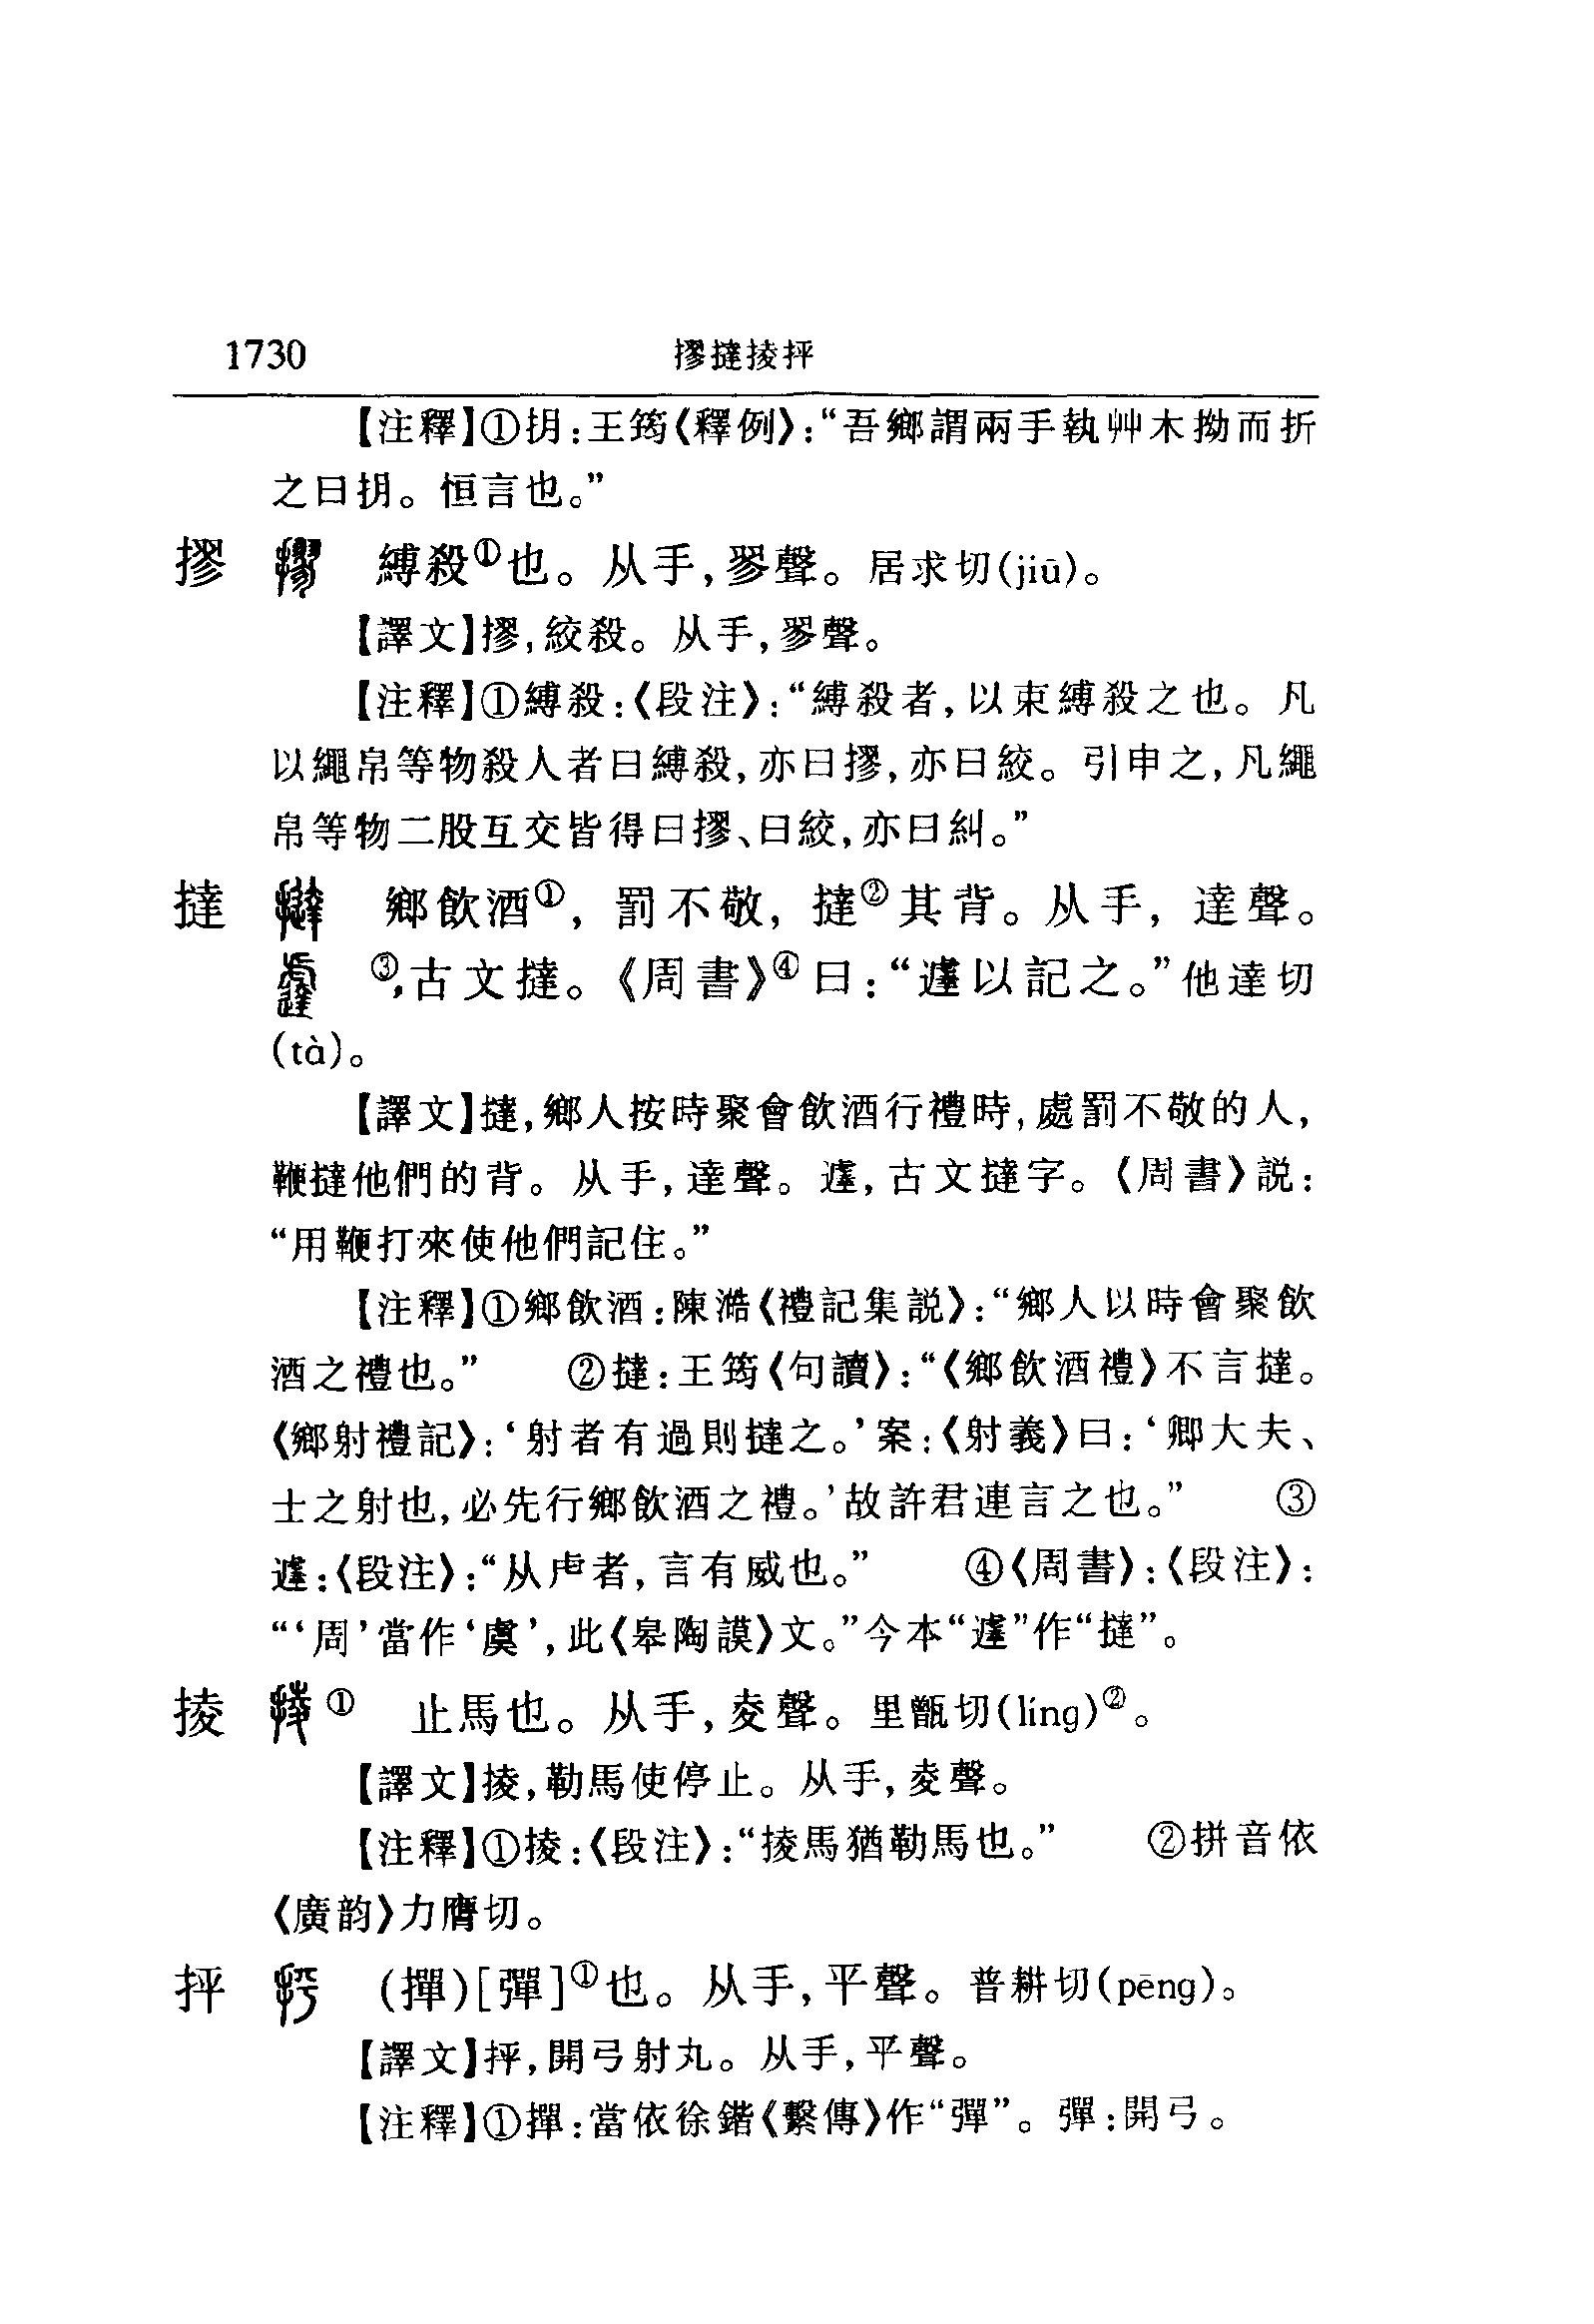 1730 摎撻掕抨
【注釋】①抈：王筠《釋例》：“吾鄉謂兩手執艸木拗而折
之曰抈。恒言也。”
摎 縛殺①也。从手，翏聲。居求切(jiū)。
【譯文】摎，絞殺。从手，翏聲。
【注釋】①縛殺：《段注》：“縛殺者，以束縛殺之也。凡
以繩帛等物殺人者曰縛殺，亦曰摎，亦曰絞。引申之，凡繩
帛等物二股互交皆得曰摎、曰絞，亦曰糾。”
撻 鄉飲酒①，罰不敬，撻②其背。从手，達聲。
③，古文撻。《周書》④曰：“𨔶以記之。”他達切
(tà)。
【譯文】撻，鄉人按時聚會飲酒行禮時，處罰不敬的人，
鞭撻他們的背。从手，達聲。𨔶，古文撻字。《周書》説：
“用鞭打來使他們記住。”
【注釋】①鄉飲酒：陳澔《禮記集説》：“鄉人以時會聚飲
酒之禮也。” ②撻：王筠《句讀》：“《鄉飲酒禮》不言撻。
《鄉射禮記》：‘射者有過則撻之。’案：《射義》曰：‘卿大夫、
士之射也，必先行鄉飲酒之禮。’故許君連言之也。” ③
𨔶：《段注》：“从虍者，言有威也。” ④《周書》：《段注》：
“‘周’當作‘虞’，此《皋陶謨》文。”今本“𨔶”作“撻”。
掕 ① 止馬也。从手，夌聲。里甑切(líng)②。
【譯文】掕，勒馬使停止。从手，夌聲。
【注釋】①掕：《段注》：“掕馬猶勒馬也。” ②拼音依
《廣韵》力膺切。
抨 (撣)[彈]①也。从手，平聲。普耕切(pēng)。
【譯文】抨，開弓射丸。从手，平聲。
【注釋】①撣：當依徐鍇《繫傳》作“彈”。彈：開弓。